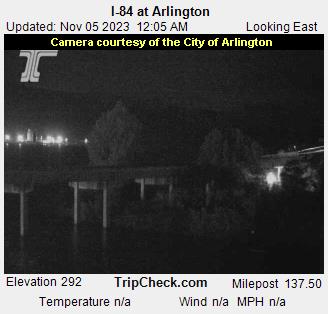 I-84 at Arlington
Updated: Nov 05 2023 12:05 AM Looking East
Camera courtesy of the City of Arlington
Elevation 292 TripCheck.com Milepost 137.50
Temperature n/a Wind n/a MPH n/a